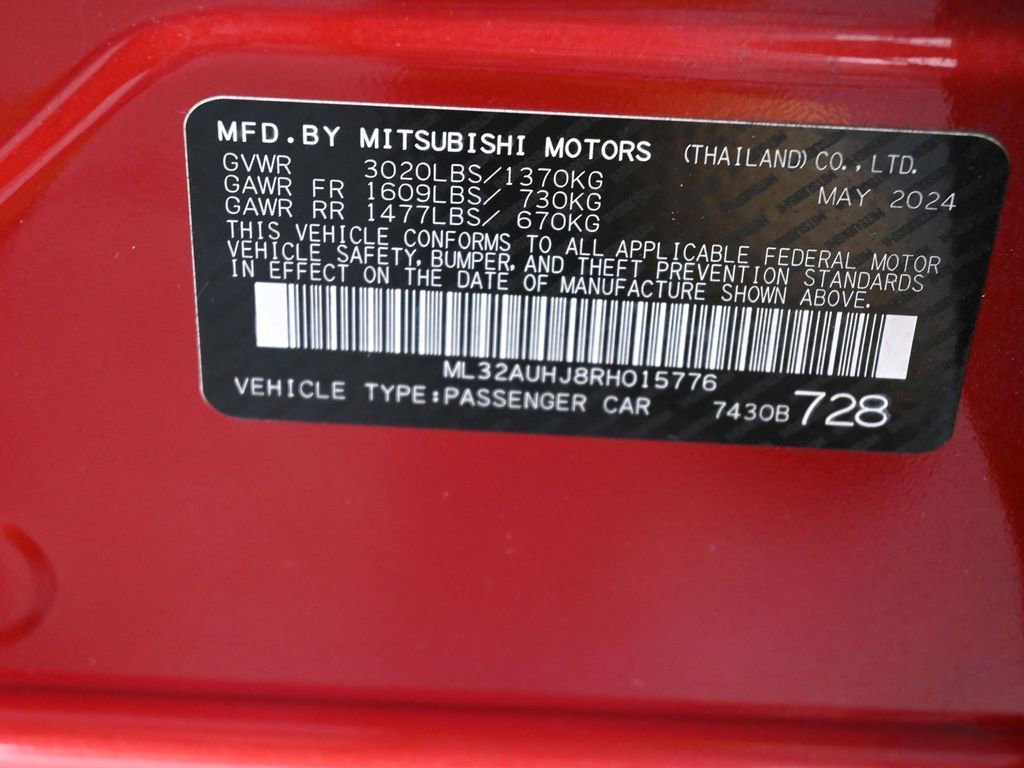 MFD.BY MITSUBISHI MOTORS (THAILAND) CO., LTD.
GVWR 3020LBS/1370KG MAY 2024
GAWR FR 1609LBS/ 730KG
GAWR RR 1477LBS/ 670KG
THIS VEHICLE CONFORMS TO ALL APPLICABLE FEDERAL MOTOR
VEHICLE SAFETY, BUMPER, AND THEFT PREVENTION STANDARDS
IN EFFECT ON THE DATE OF MANUFACTURE SHOWN ABOVE.
ML32AUHJ8RH015776
VEHICLE TYPE:PASSENGER CAR 7430B 728